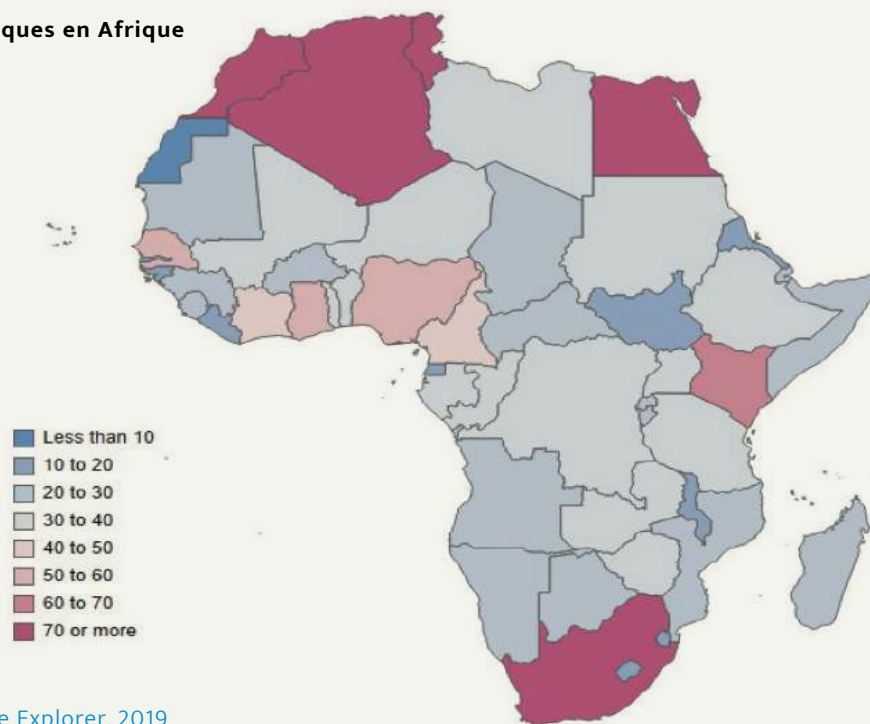 ques en Afrique
Less than 10
10 to 20
20 to 30
30 to 40
40 to 50
50 to 60
60 to 70
70 or more
e Explorer, 2019